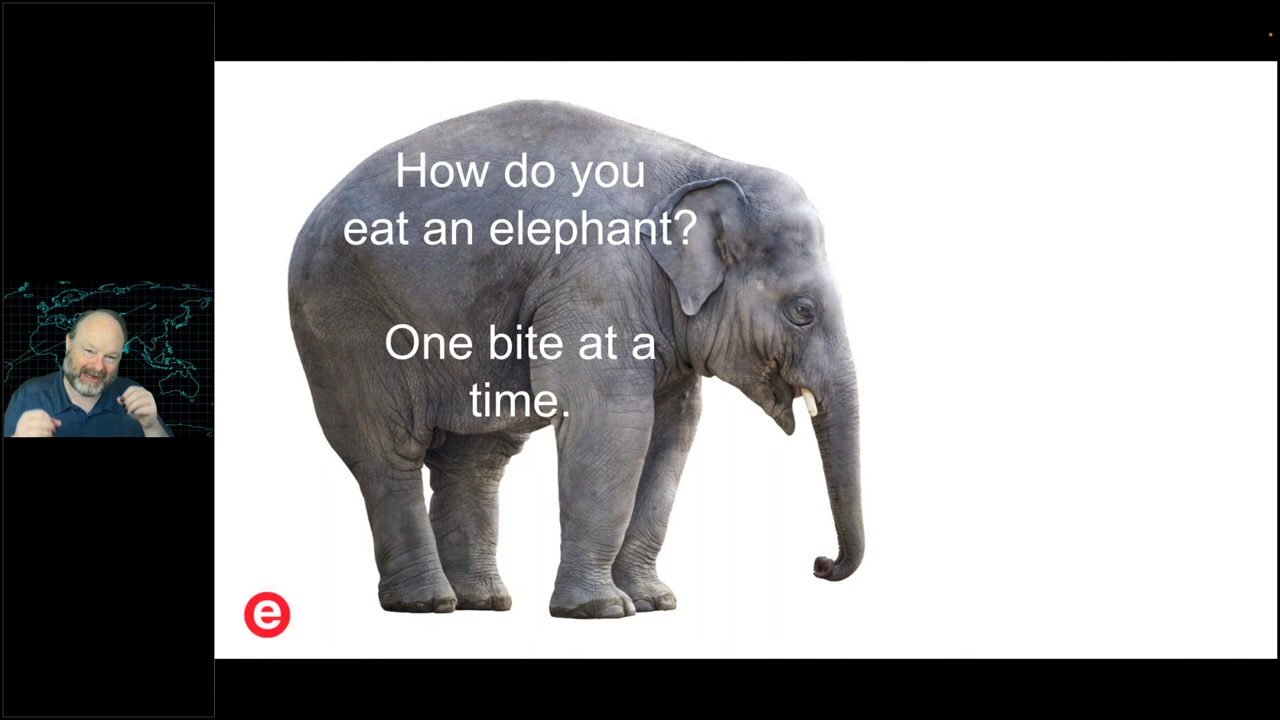 How do you
eat an elephant?
One bite at a
time.
e